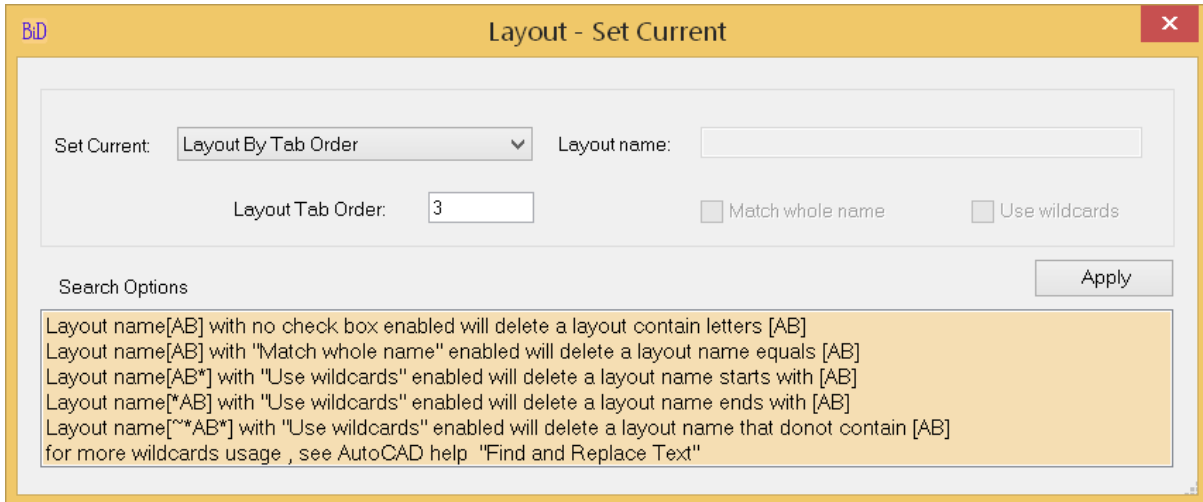 BiD
Layout - Set Current
Set Current: Layout By Tab Order Layout name:
Layout Tab Order: 3 Match whole name Use wildcards
Apply
Search Options
Layout name[AB] with no check box enabled will delete a layout contain letters [AB]
Layout name[AB] with "Match whole name" enabled will delete a layout name equals [AB]
Layout name[AB*] with "Use wildcards" enabled will delete a layout name starts with [AB]
Layout name[*AB] with "Use wildcards" enabled will delete a layout name ends with [AB]
Layout name[~*AB*] with "Use wildcards" enabled will delete a layout name that donot contain [AB]
for more wildcards usage , see AutoCAD help  "Find and Replace Text"